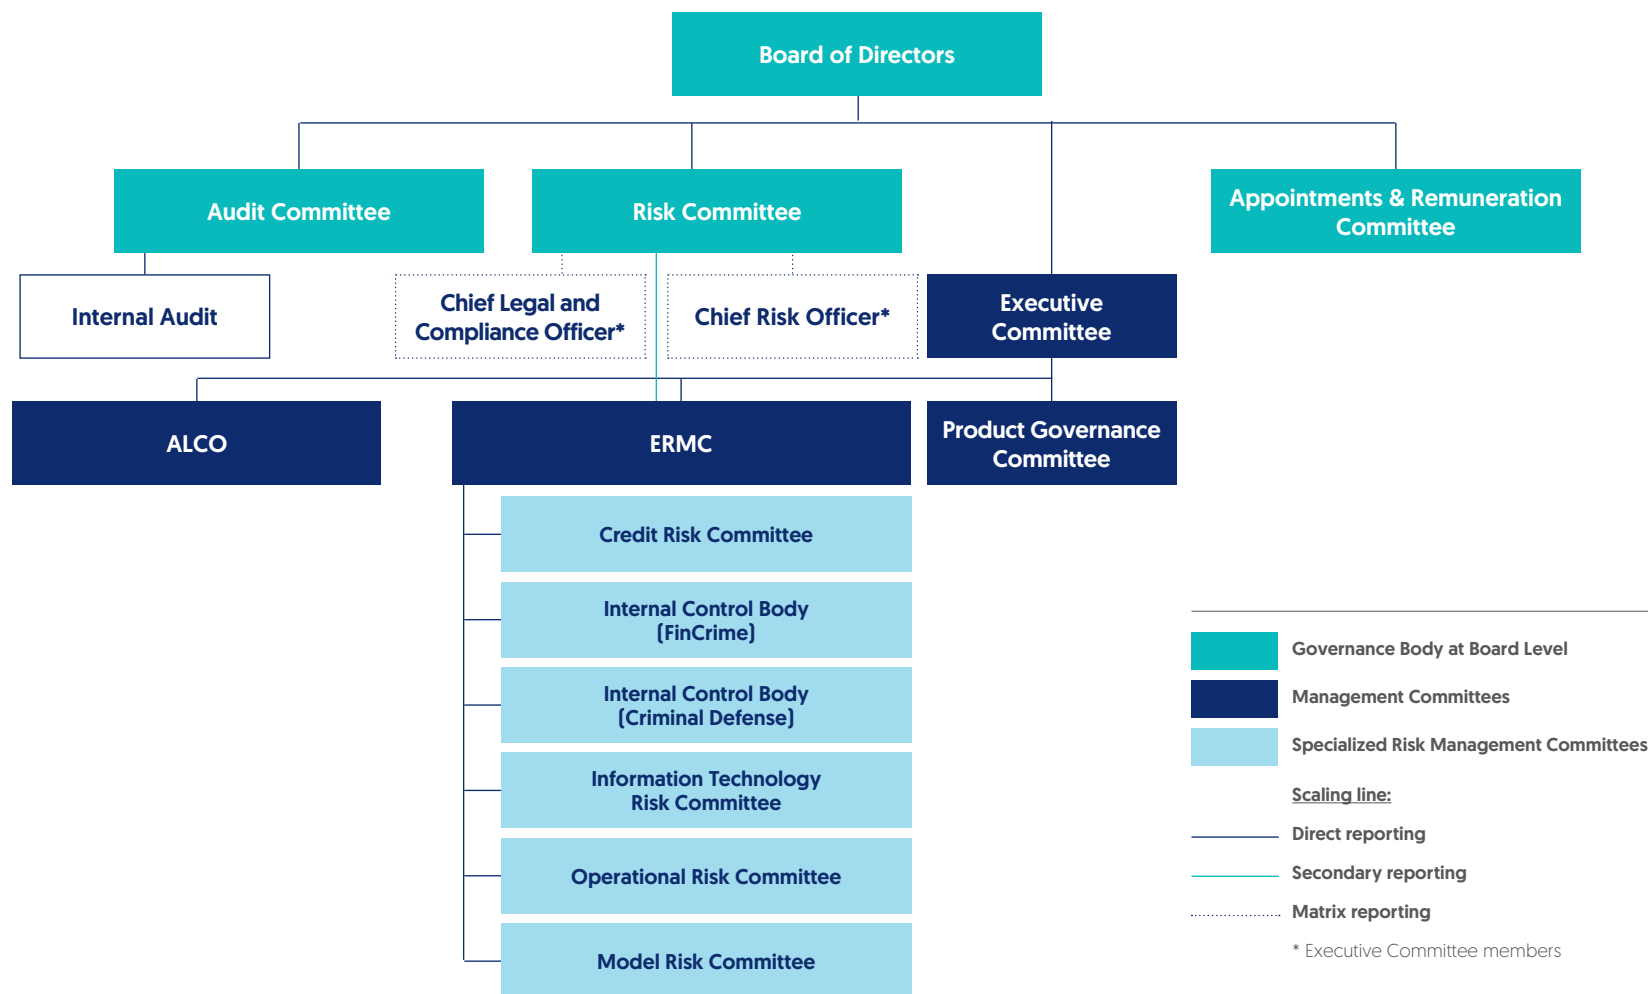 Board of Directors
Audit Committee
Risk Committee
Appointments & Remuneration
Committee
Internal Audit
Chief Legal and
Compliance Officer*
Chief Risk Officer*
Executive
Committee
ALCO
ERMC
Product Governance
Committee
Credit Risk Committee
Internal Control Body
(FinCrime)
Internal Control Body
(Criminal Defense)
Information Technology
Risk Committee
Operational Risk Committee
Model Risk Committee
Governance Body at Board Level
Management Committees
Specialized Risk Management Committees
Scaling line:
Direct reporting
Secondary reporting
Matrix reporting
* Executive Committee members